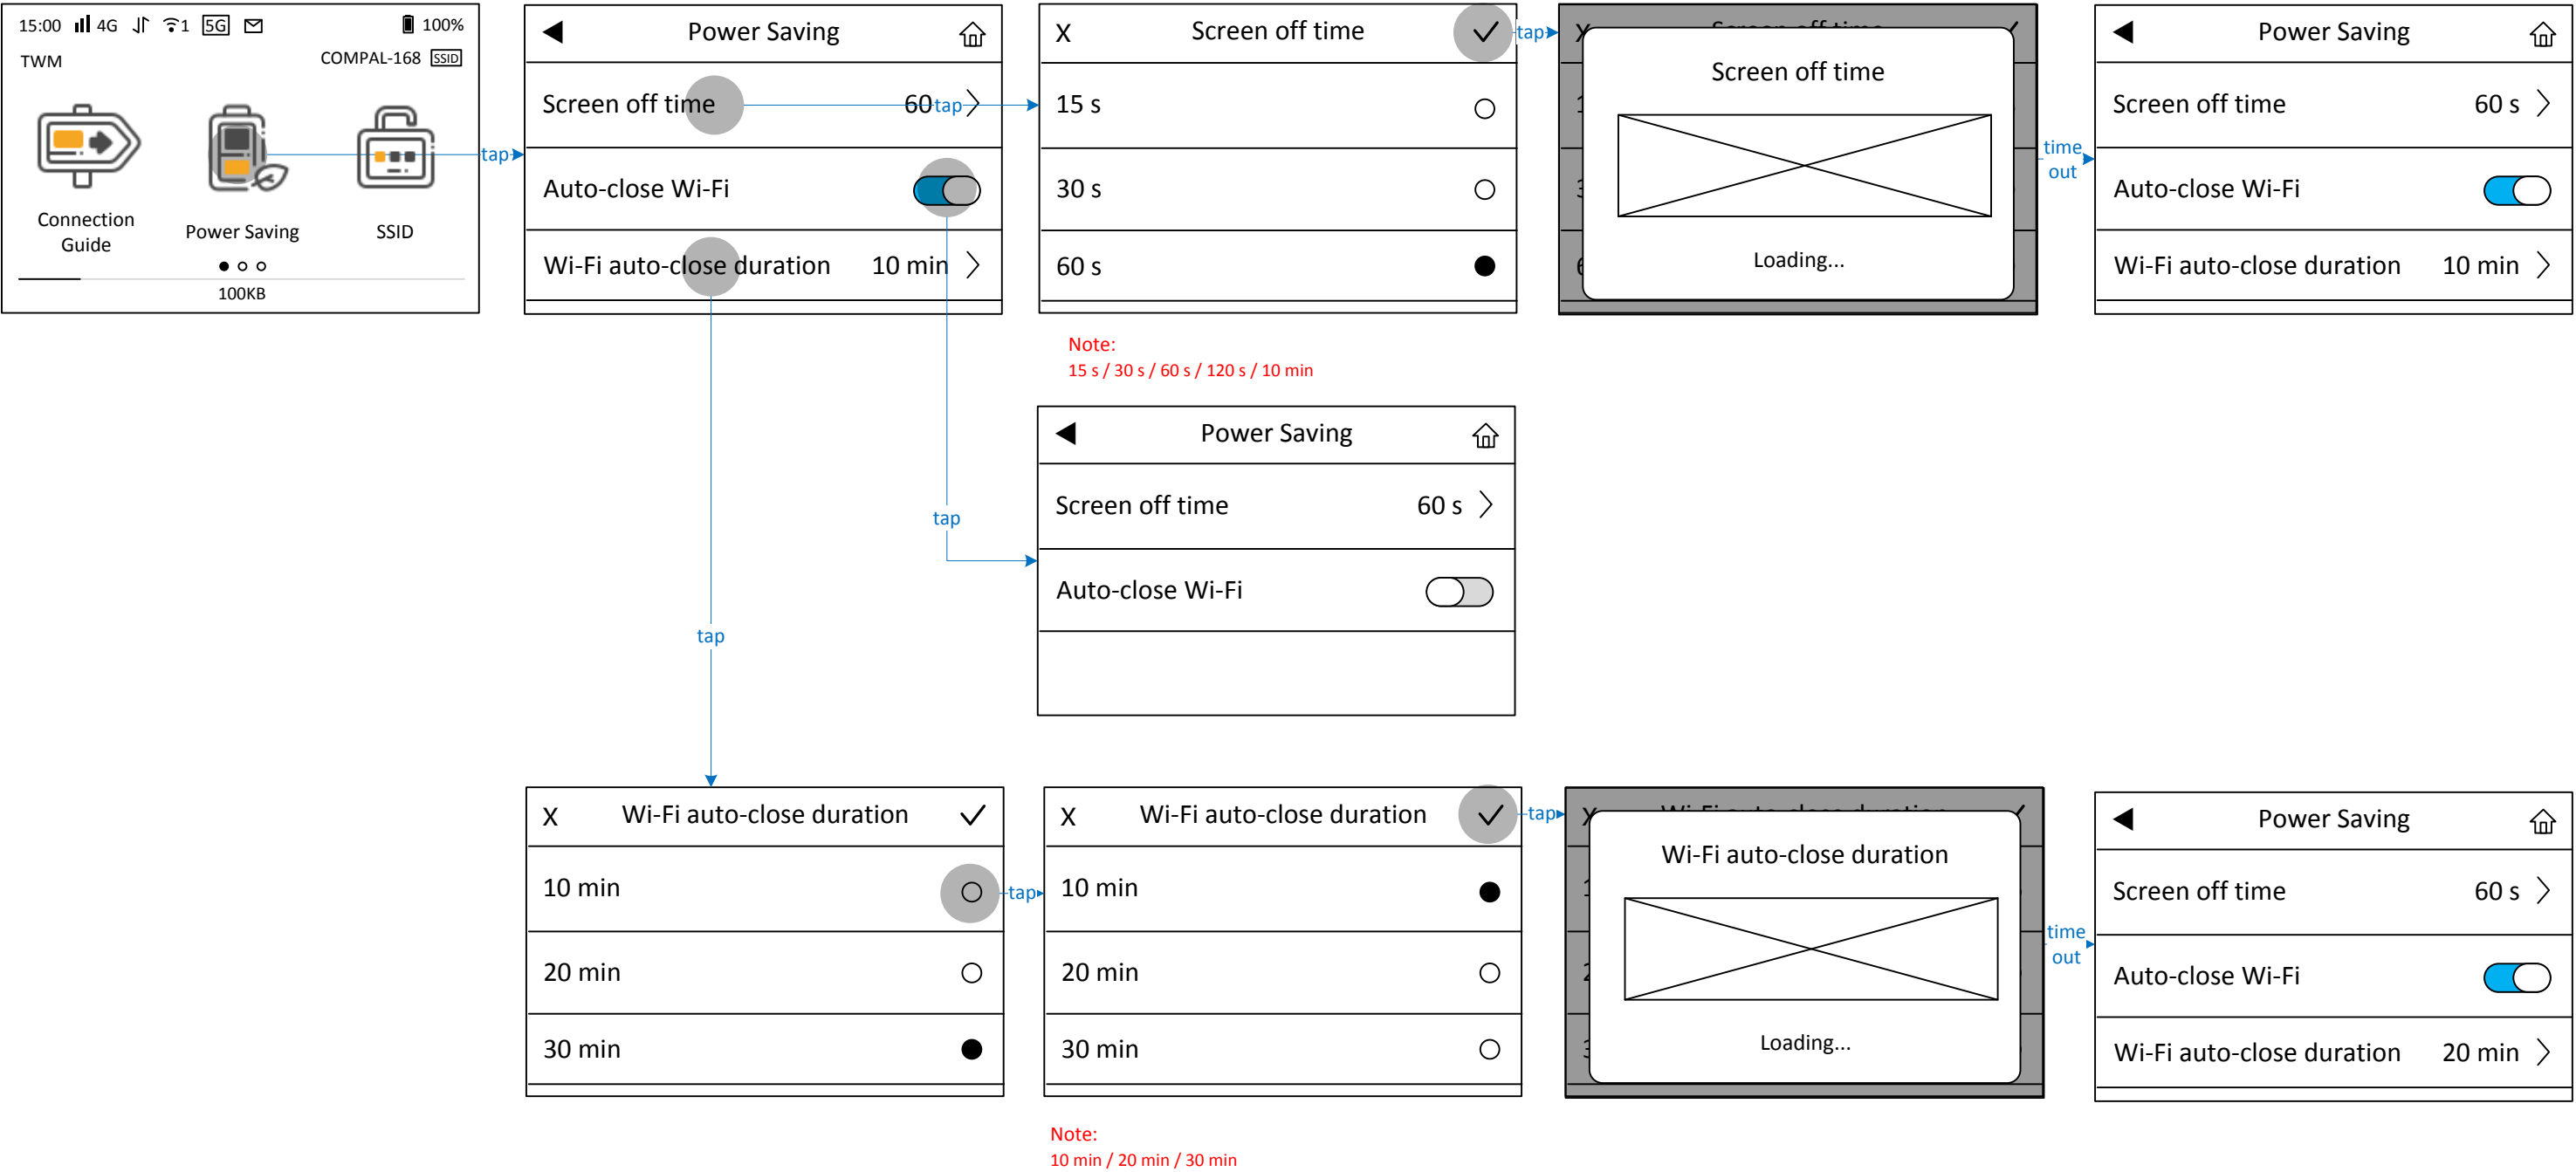 15:00 4G 1 5G 100%
TWM COMPAL-168 SSID
Connection
Guide
Power Saving
SSID
100KB
tap
Power Saving
Screen off time 60
tap
Auto-close Wi-Fi
Wi-Fi auto-close duration 10 min
X Screen off time
15 s
30 s
60 s
Note:
15 s / 30 s / 60 s / 120 s / 10 min
tap
Screen off time
Loading...
time
out
Power Saving
Screen off time 60 s
Auto-close Wi-Fi
Wi-Fi auto-close duration 10 min
tap
Power Saving
Screen off time 60 s
Auto-close Wi-Fi
tap
X Wi-Fi auto-close duration
10 min
20 min
30 min
tap
X Wi-Fi auto-close duration
10 min
20 min
30 min
Note:
10 min / 20 min / 30 min
tap
Wi-Fi auto-close duration
Loading...
time
out
Power Saving
Screen off time 60 s
Auto-close Wi-Fi
Wi-Fi auto-close duration 20 min